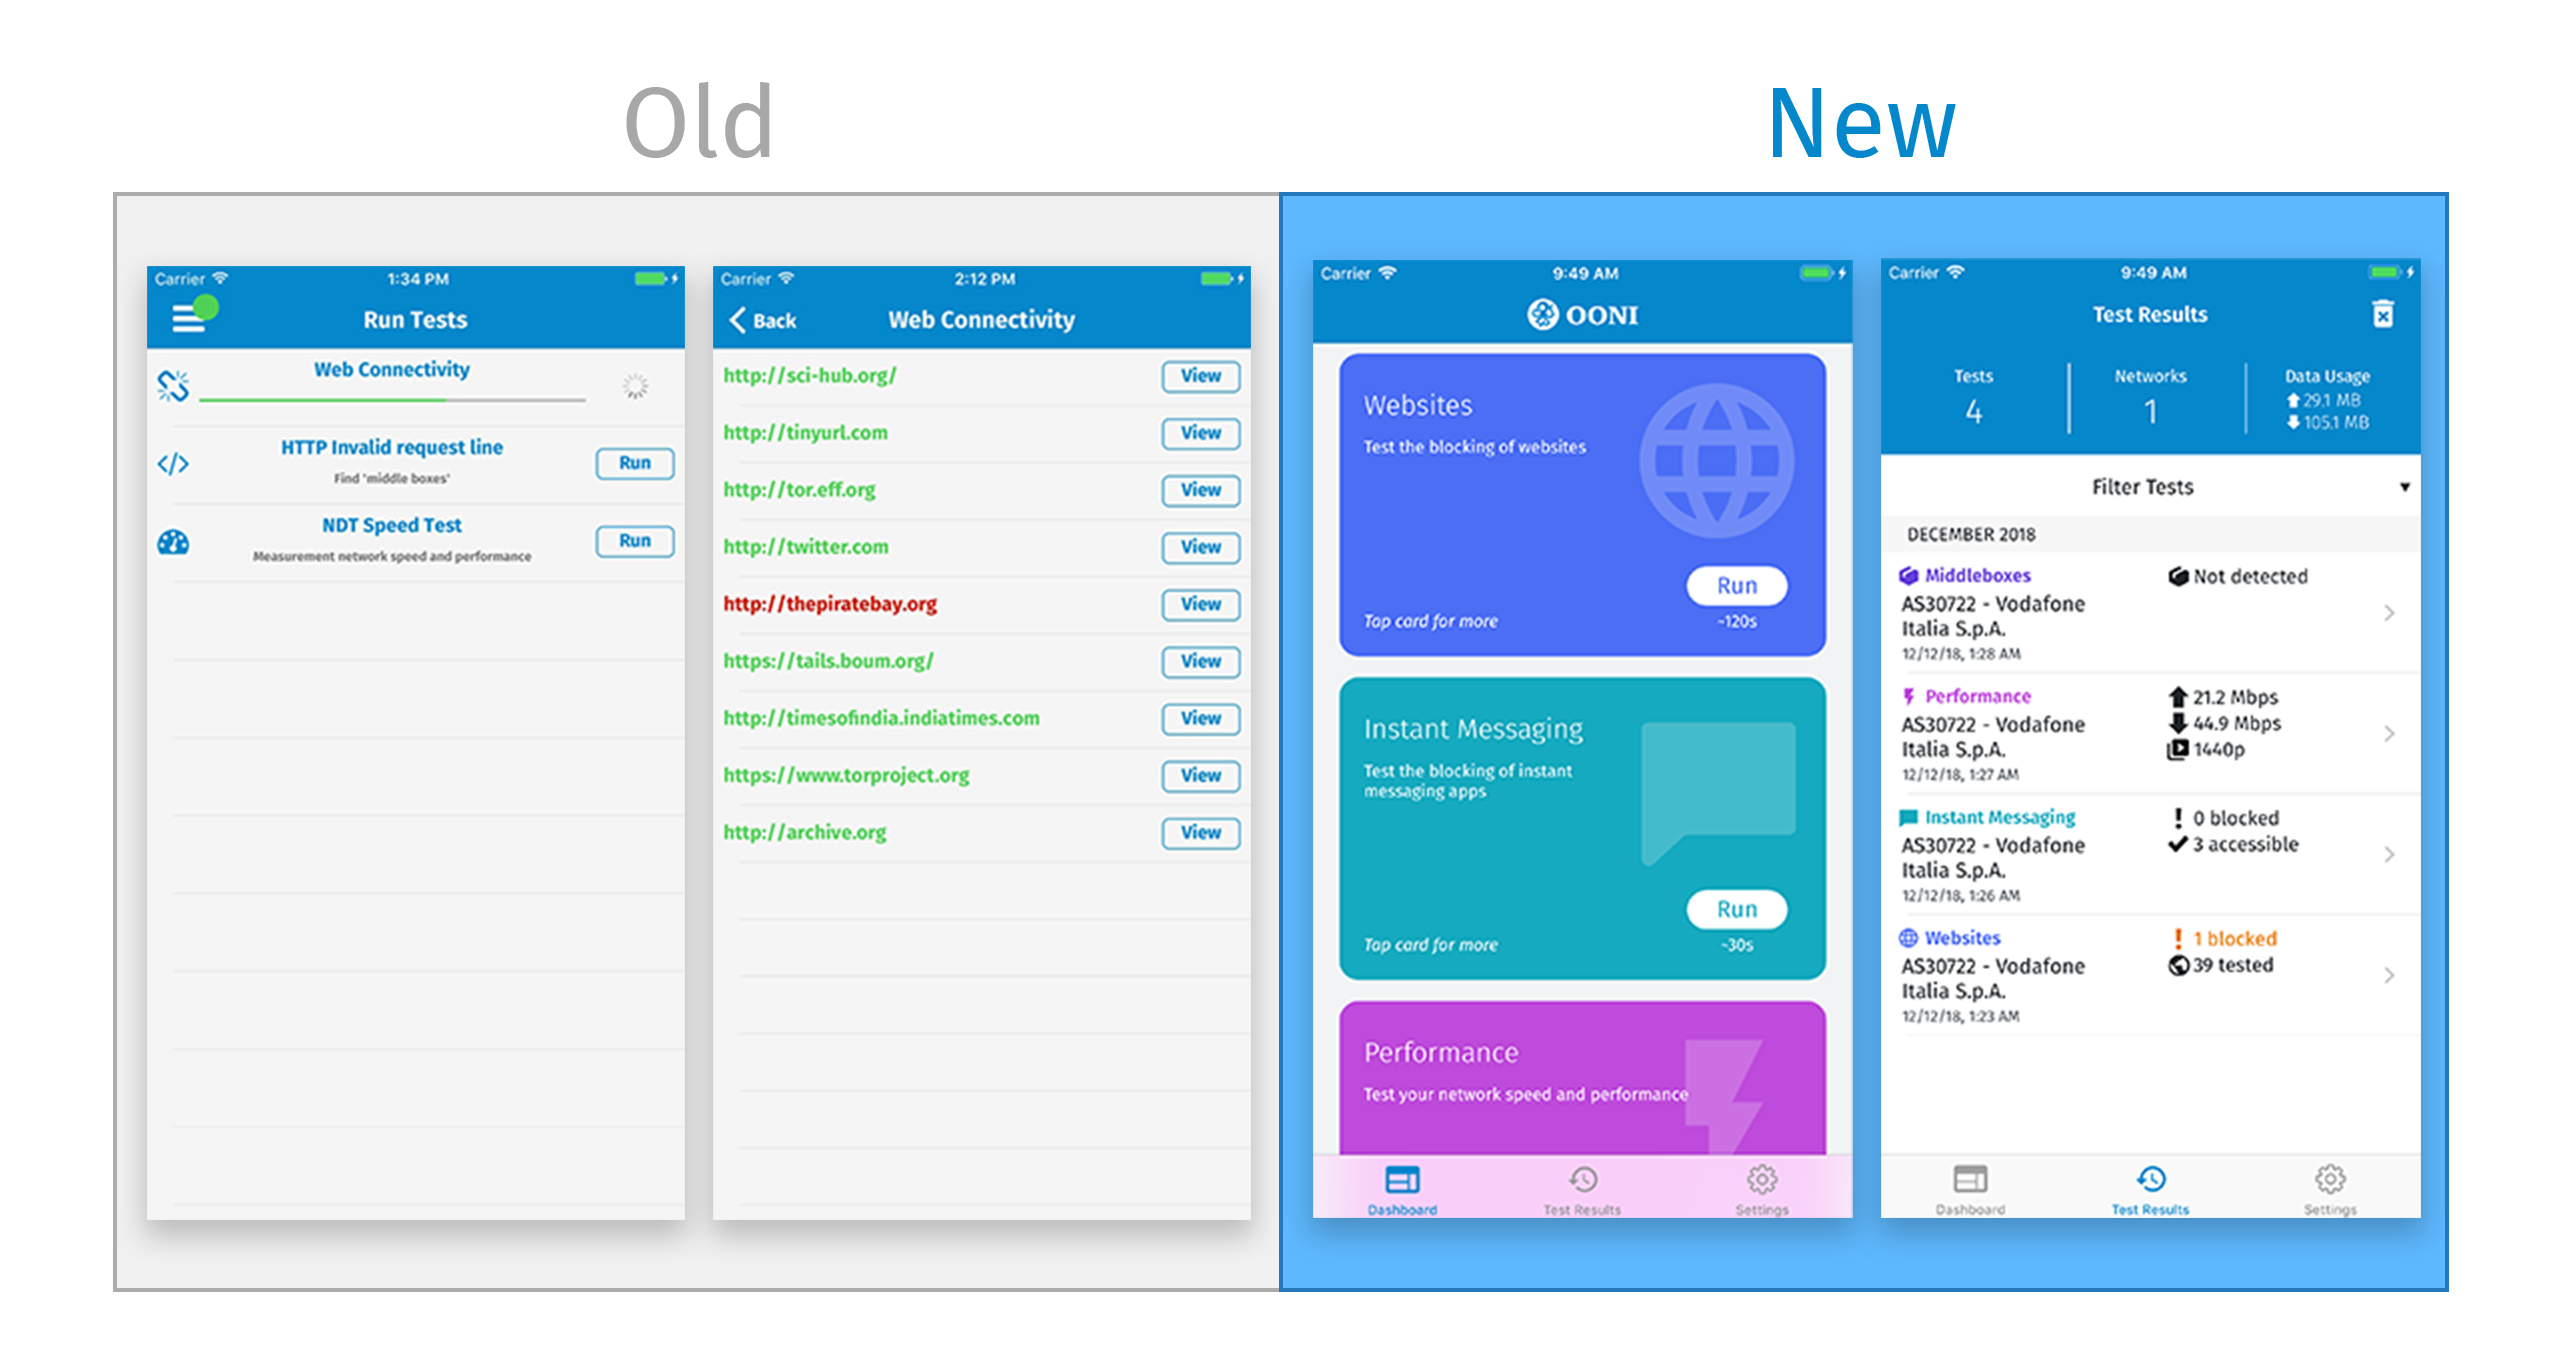 Old
New
Carrier 1:34 PM
Run Tests
Web Connectivity
HTTP Invalid request line
Find 'middle boxes'
Run
NDT Speed Test
Measurement network speed and performance
Run
Carrier 2:12 PM
Back Web Connectivity
http://sci-hub.org/ View
http://tinyurl.com View
http://tor.eff.org View
http://twitter.com View
http://thepiratebay.org View
https://tails.boum.org/ View
http://timesofindia.indiatimes.com View
https://www.torproject.org View
http://archive.org View
Carrier 9:49 AM
OONI
Websites
Test the blocking of websites
Run
Tap card for more ~120s
Instant Messaging
Test the blocking of instant
messaging apps
Run
Tap card for more ~30s
Performance
Test your network speed and performance
Dashboard Test Results Settings
Carrier 9:49 AM
Test Results
Tests Networks Data Usage
4 1 29.1 MB
105.1 MB
Filter Tests
DECEMBER 2018
Middleboxes Not detected
AS30722 - Vodafone
Italia S.p.A.
12/12/18, 1:28 AM
Performance 21.2 Mbps
AS30722 - Vodafone 44.9 Mbps
Italia S.p.A. 1440p
12/12/18, 1:27 AM
Instant Messaging 0 blocked
AS30722 - Vodafone 3 accessible
Italia S.p.A.
12/12/18, 1:26 AM
Websites 1 blocked
AS30722 - Vodafone 39 tested
Italia S.p.A.
12/12/18, 1:23 AM
Dashboard Test Results Settings